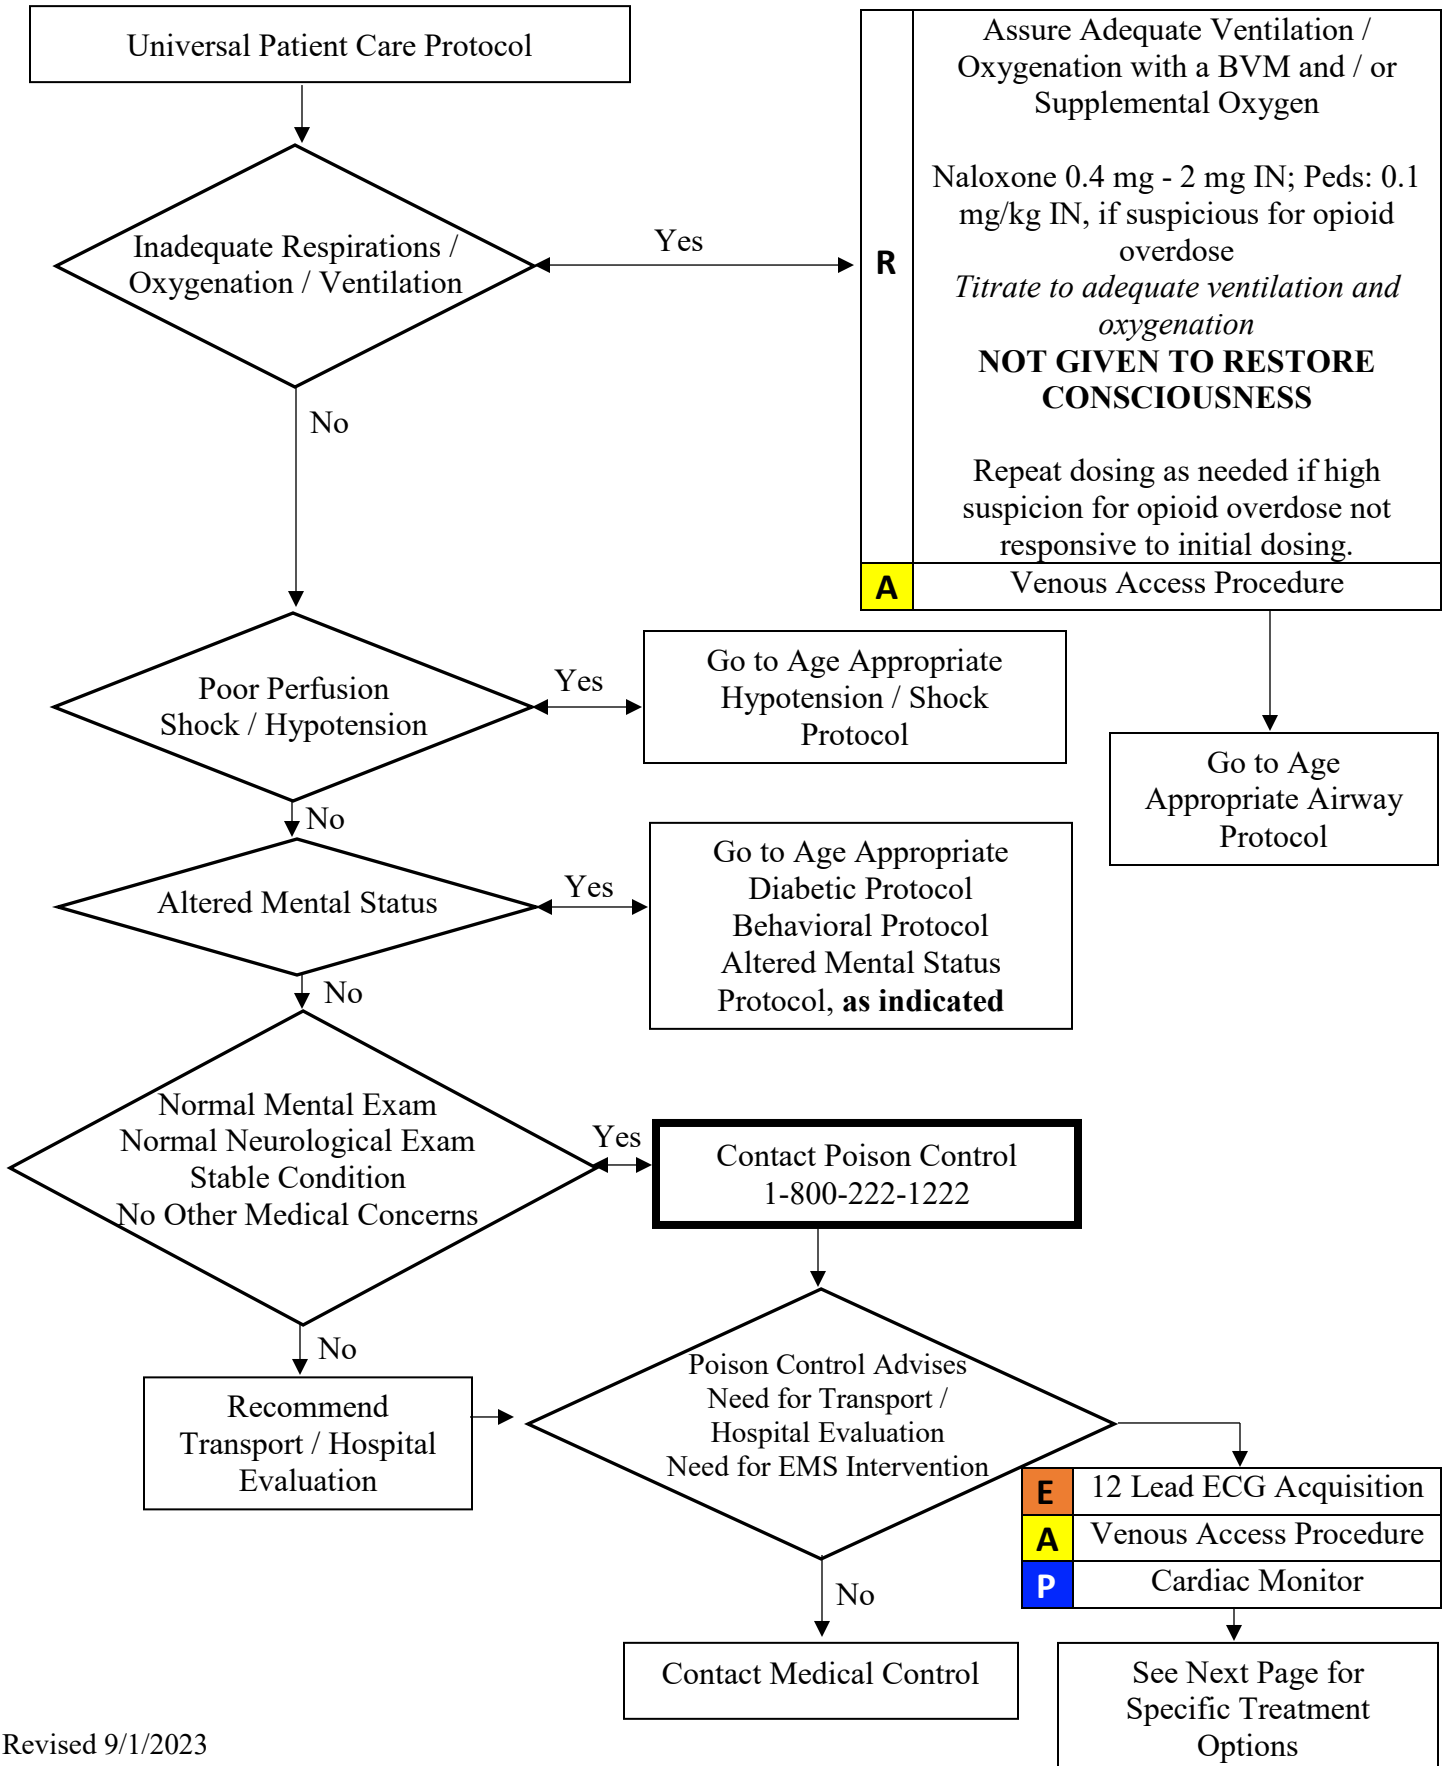 Universal Patient Care Protocol
Inadequate Respirations /
Oxygenation / Ventilation
Yes
R
Assure Adequate Ventilation /
Oxygenation with a BVM and / or
Supplemental Oxygen
Naloxone 0.4 mg - 2 mg IN; Peds: 0.1
mg/kg IN, if suspicious for opioid
overdose
Titrate to adequate ventilation and
oxygenation
NOT GIVEN TO RESTORE
CONSCIOUSNESS
Repeat dosing as needed if high
suspicion for opioid overdose not
responsive to initial dosing.
A
Venous Access Procedure
No
Poor Perfusion
Shock / Hypotension
Yes
Go to Age Appropriate
Hypotension / Shock
Protocol
Go to Age
Appropriate Airway
Protocol
No
Altered Mental Status
Yes
Go to Age Appropriate
Diabetic Protocol
Behavioral Protocol
Altered Mental Status
Protocol, as indicated
No
Normal Mental Exam
Normal Neurological Exam
Stable Condition
No Other Medical Concerns
Yes
Contact Poison Control
1-800-222-1222
No
Recommend
Transport / Hospital
Evaluation
Poison Control Advises
Need for Transport /
Hospital Evaluation
Need for EMS Intervention
E
12 Lead ECG Acquisition
A
Venous Access Procedure
P
Cardiac Monitor
No
Contact Medical Control
See Next Page for
Specific Treatment
Options
Revised 9/1/2023